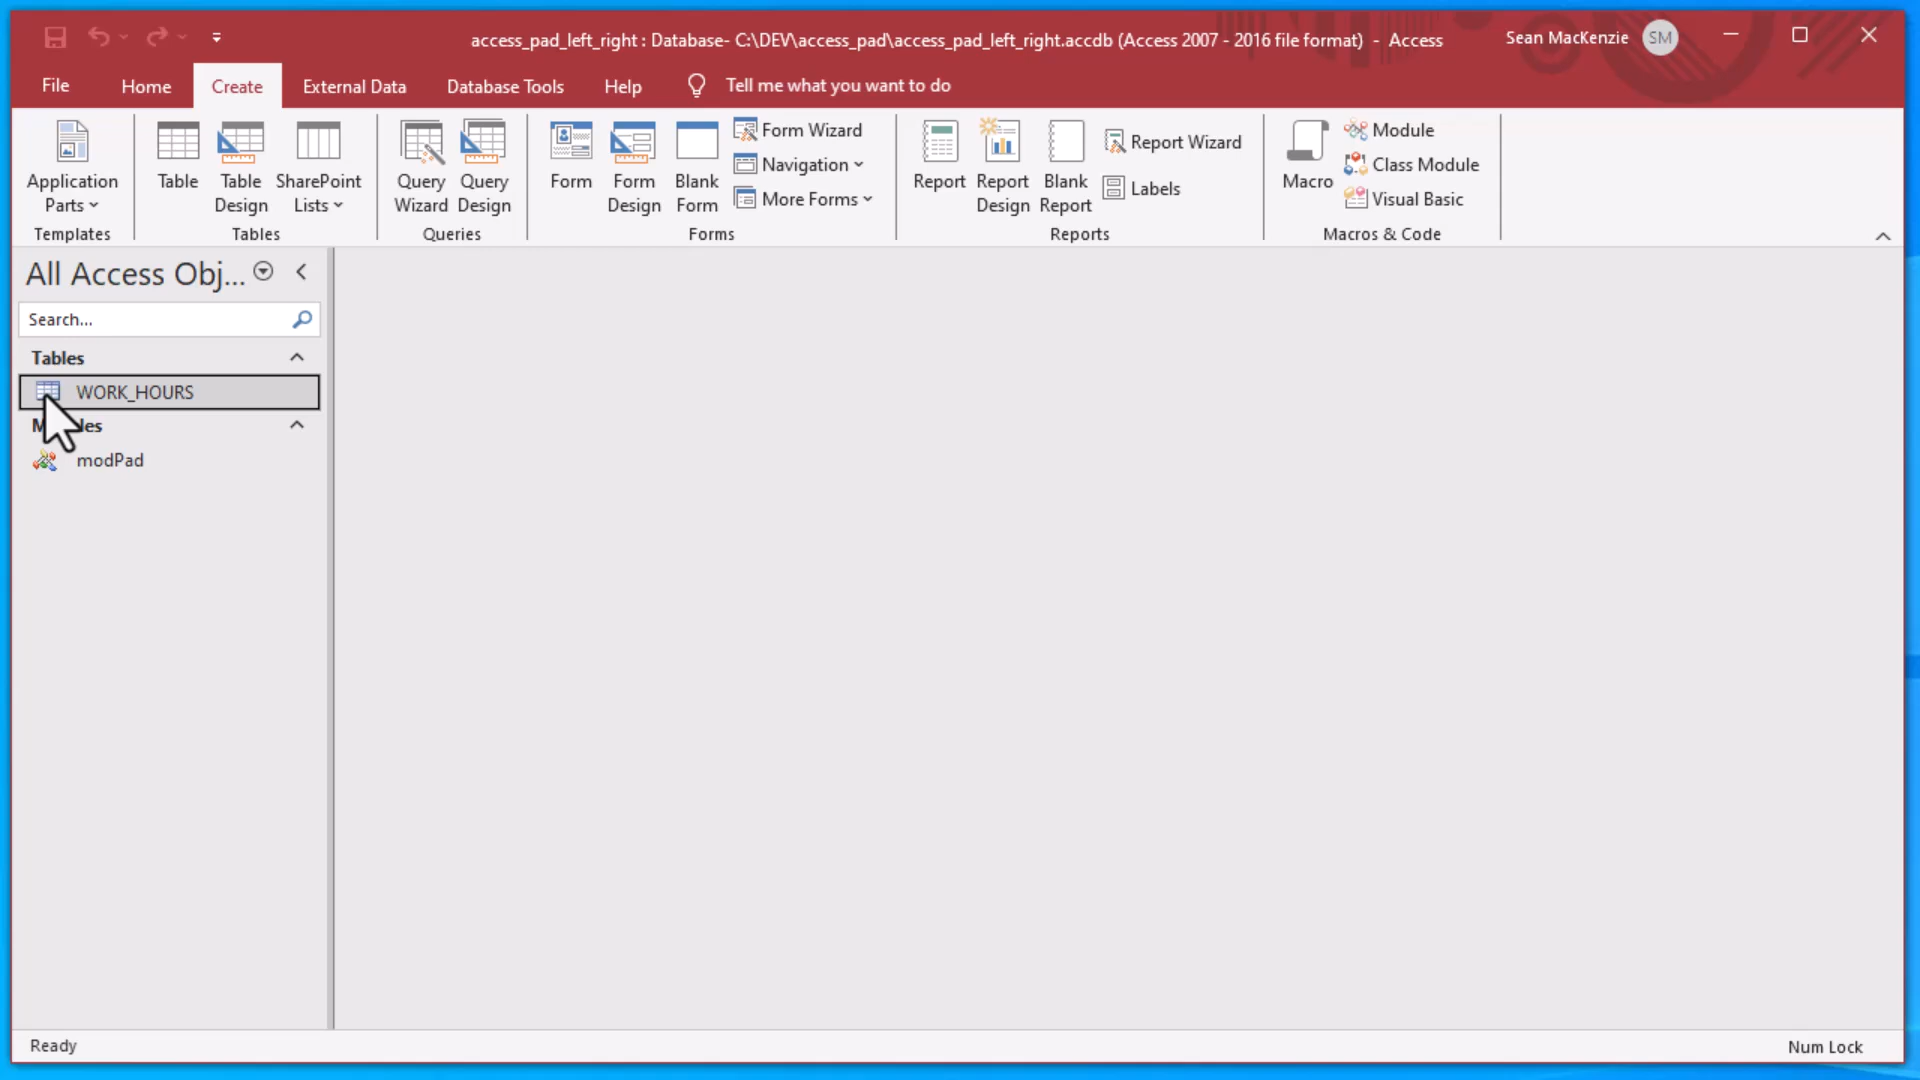 access_pad_left_right : Database- C:\DEV\access_pad\access_pad_left_right.accdb (Access 2007 - 2016 file format) - Access
Sean MacKenzie SM
File Home Create External Data Database Tools Help Tell me what you want to do
Application Parts
Templates
Table
Table Design
SharePoint Lists
Tables
Query Wizard
Query Design
Queries
Form
Form Design
Blank Form
Form Wizard
Navigation
More Forms
Forms
Report
Report Design
Blank Report
Report Wizard
Labels
Reports
Macro
Module
Class Module
Visual Basic
Macros & Code
All Access Obj...
Search...
Tables
WORK_HOURS
modPad
Ready
Num Lock